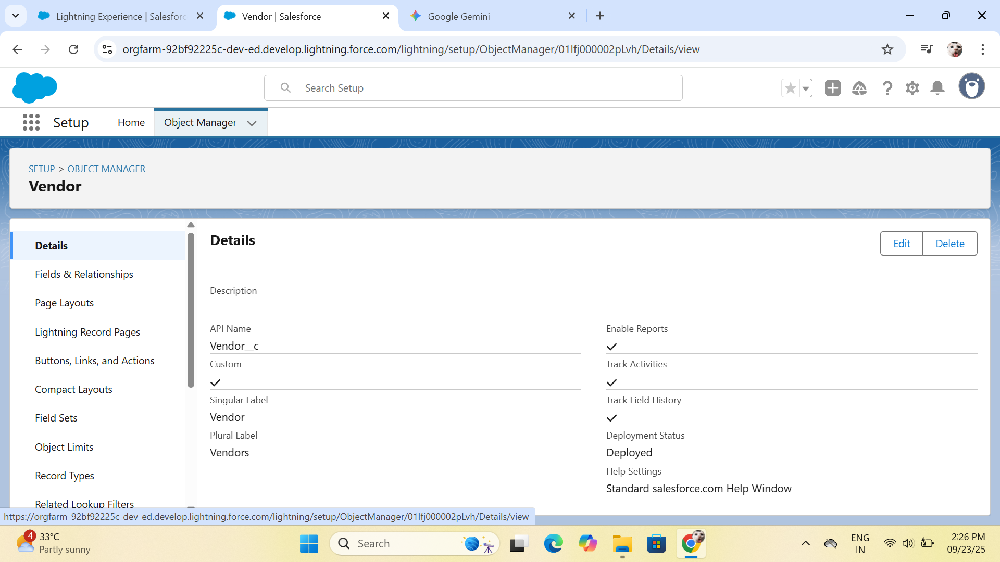 Lightning Experience | Salesforc
Vendor | Salesforce
Google Gemini
orgfarm-92bf92225c-dev-ed.develop.lightning.force.com/lightning/setup/ObjectManager/01Ifj000002pLvh/Details/view
Search Setup
Setup
Home
Object Manager
SETUP > OBJECT MANAGER
Vendor
Details
Fields & Relationships
Page Layouts
Lightning Record Pages
Buttons, Links, and Actions
Compact Layouts
Field Sets
Object Limits
Record Types
Related Lookup Filters
Details
Edit
Delete
Description
API Name
Vendor__c
Custom
Singular Label
Vendor
Plural Label
Vendors
Enable Reports
Track Activities
Track Field History
Deployment Status
Deployed
Help Settings
Standard salesforce.com Help Window
https://orgfarm-92bf92225c-dev-ed.develop.lightning.force.com/lightning/setup/ObjectManager/01Ifj000002pLvh/Details/view
4
33°C
Partly sunny
Search
ENG
IN
2:26 PM
09/23/25